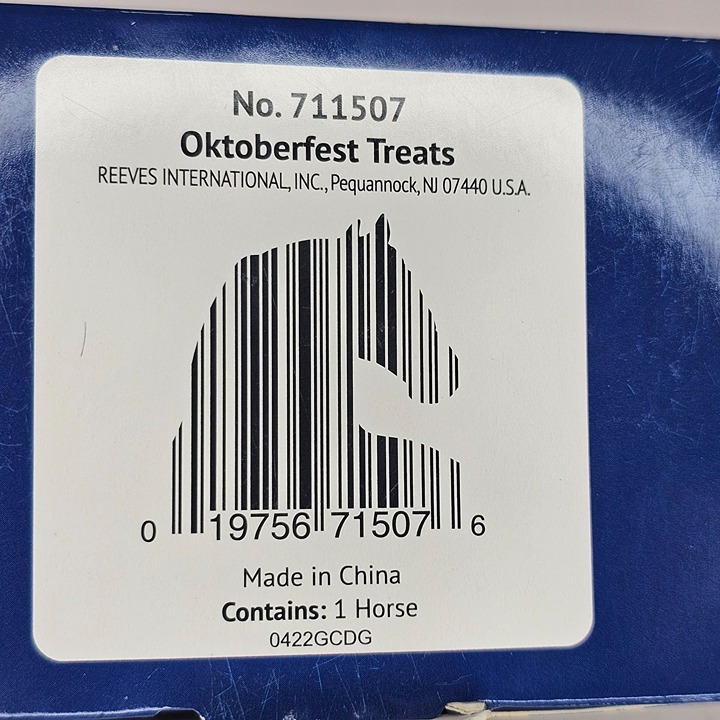 No. 711507
Oktoberfest Treats
REEVES INTERNATIONAL, INC., Pequannock, NJ 07440 U.S.A.
0 19756 71507 6
Made in China
Contains: 1 Horse
0422GCDG